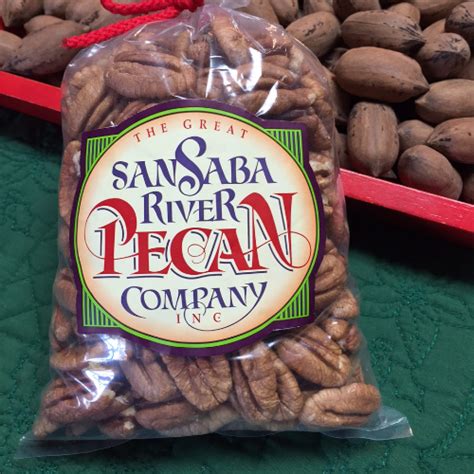 THE GREAT
SANSABA
RIVER
PECAN
COMPANY
INC